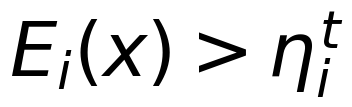 E_i(x) > η_i^t